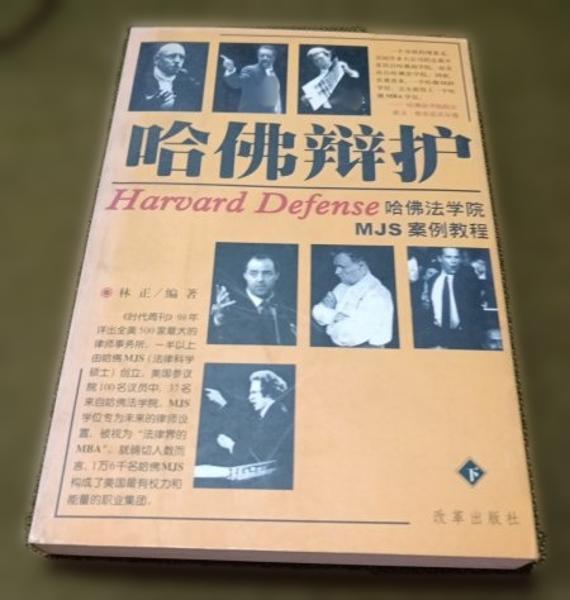 哈佛辩护
Harvard Defense
哈佛法学院
MJS 案例教程
林 正/编 著
《时代周刊》98年
评出全美500家最大的
律师事务所，一半以上
由哈佛MJS（法律科学
硕士）创立。美国参议
院100名议员中，37名
来自哈佛法学院。MJS
学位专为未来的律师设
置，被视为“法律界的
MBA”。就确切人数而
言，1万6千名哈佛MJS
构成了美国最有权力和
能量的职业集团。
下
改革出版社